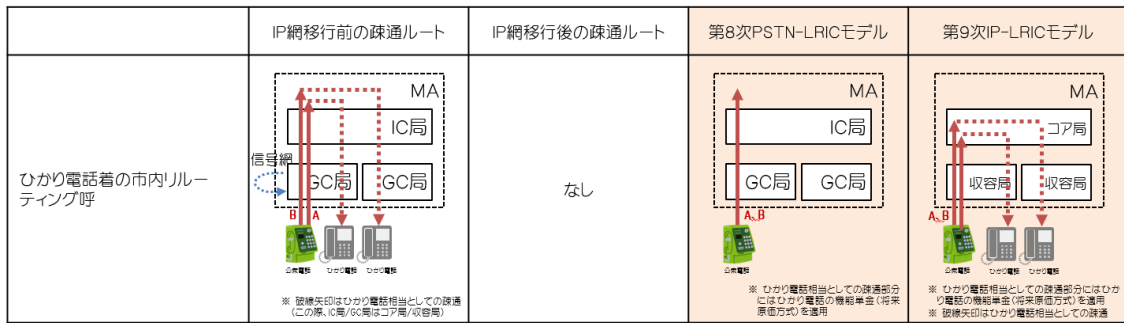 IP網移行前の疎通ルート
IP網移行後の疎通ルート
第8次PSTN-LRICモデル
第9次IP-LRICモデル
ひかり電話着の市内リルー
ティング呼
MA
IC局
信号網
GC局
GC局
B
A
公衆電話
ひかり電話
ひかり電話
※ 破線矢印はひかり電話相当としての疎通
(この際、IC局/GC局はコア局/収容局)
なし
MA
IC局
GC局
GC局
A、B
公衆電話
※ ひかり電話相当としての疎通部分
にはひかり電話の機能単金(将来
原価方式)を適用
MA
コア局
収容局
収容局
A、B
公衆電話
ひかり電話
ひかり電話
※ ひかり電話相当としての疎通部分にはひか
り電話の機能単金(将来原価方式)を適用
※ 破線矢印はひかり電話相当としての疎通